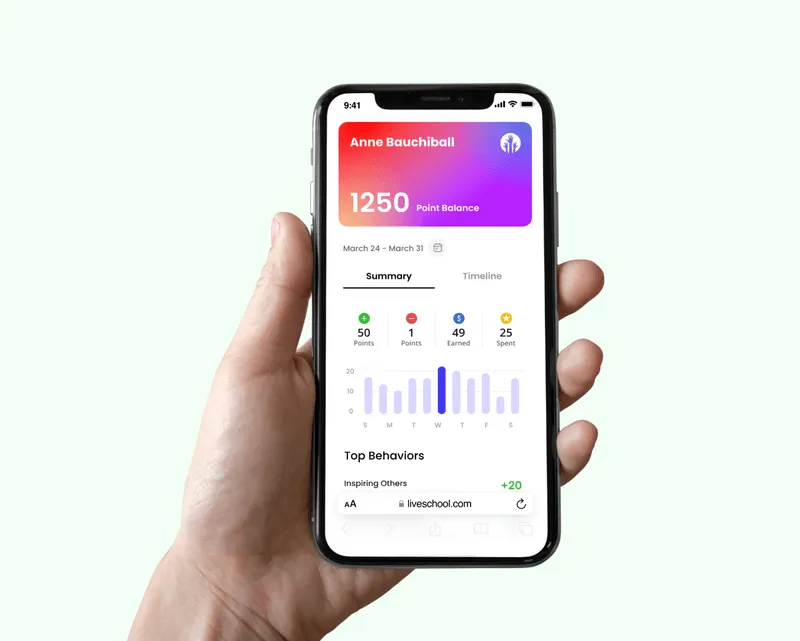 9:41
Anne Bauchiball
1250 Point Balance
March 24 - March 31
Summary Timeline
50 1 49 25
Points Points Earned Spent
20
10
0
S M T W T F S
Top Behaviors
Inspiring Others +20
AA liveschool.com